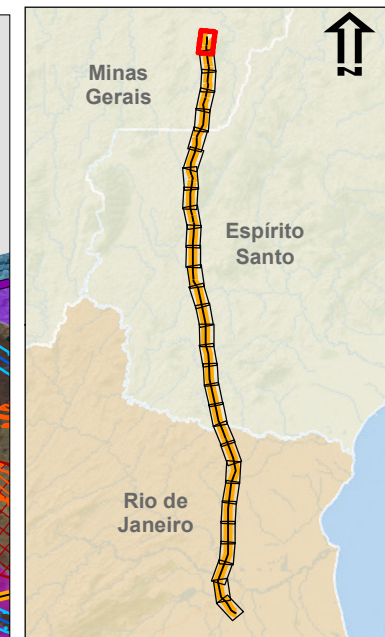 Minas
Gerais
N
Espírito
Santo
Rio de
Janeiro